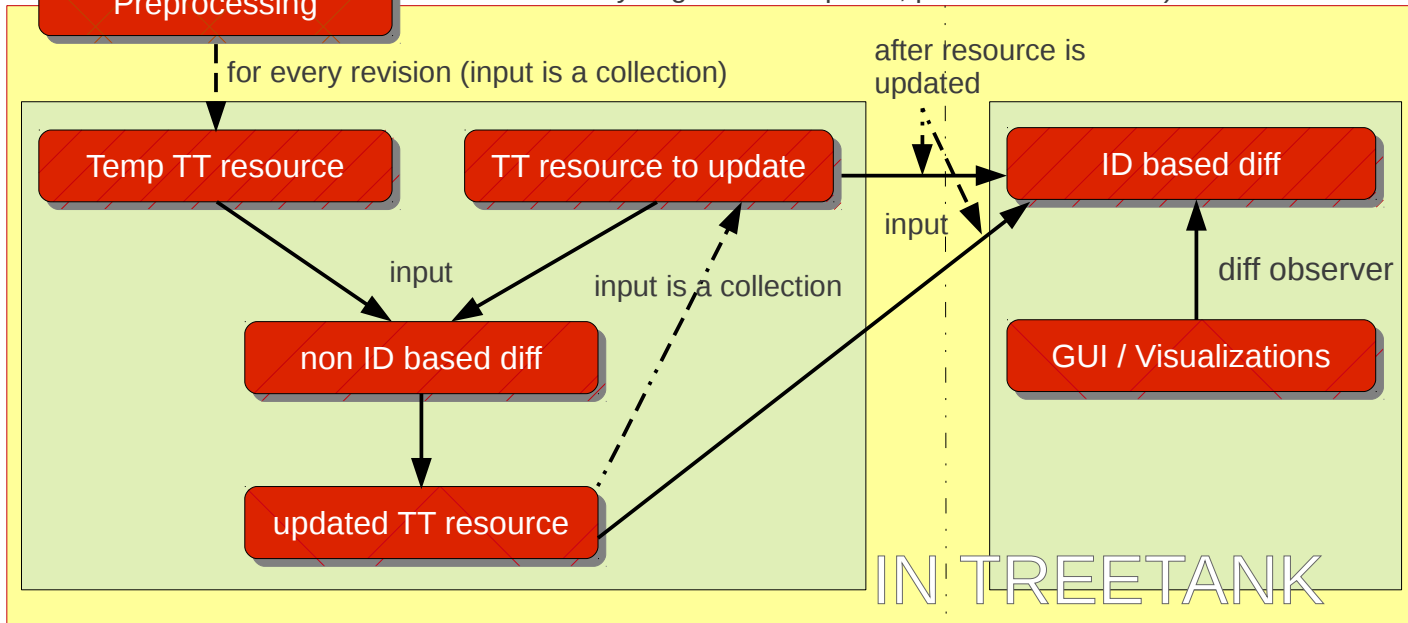 Preprocessing
for every revision (input is a collection)
after resource is
updated
Temp TT resource
TT resource to update
ID based diff
input
input
input is a collection
diff observer
non ID based diff
GUI / Visualizations
updated TT resource
IN TREETANK